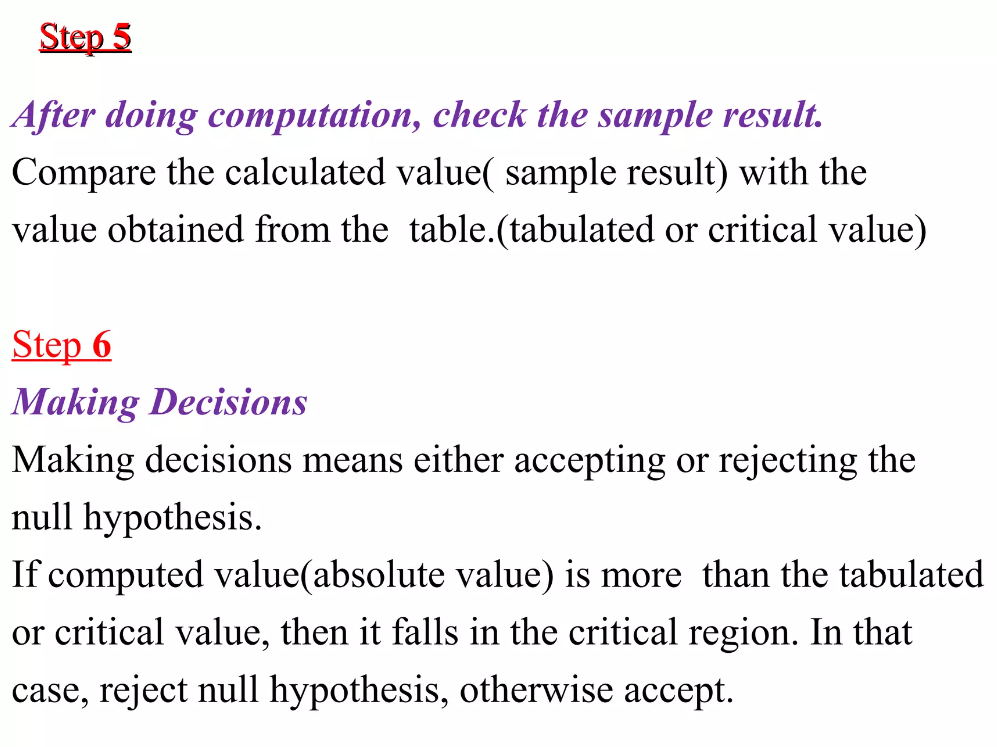 Step 5
After doing computation, check the sample result.
Compare the calculated value( sample result) with the
value obtained from the  table.(tabulated or critical value)
Step 6
Making Decisions
Making decisions means either accepting or rejecting the
null hypothesis.
If computed value(absolute value) is more  than the tabulated
or critical value, then it falls in the critical region. In that
case, reject null hypothesis, otherwise accept.